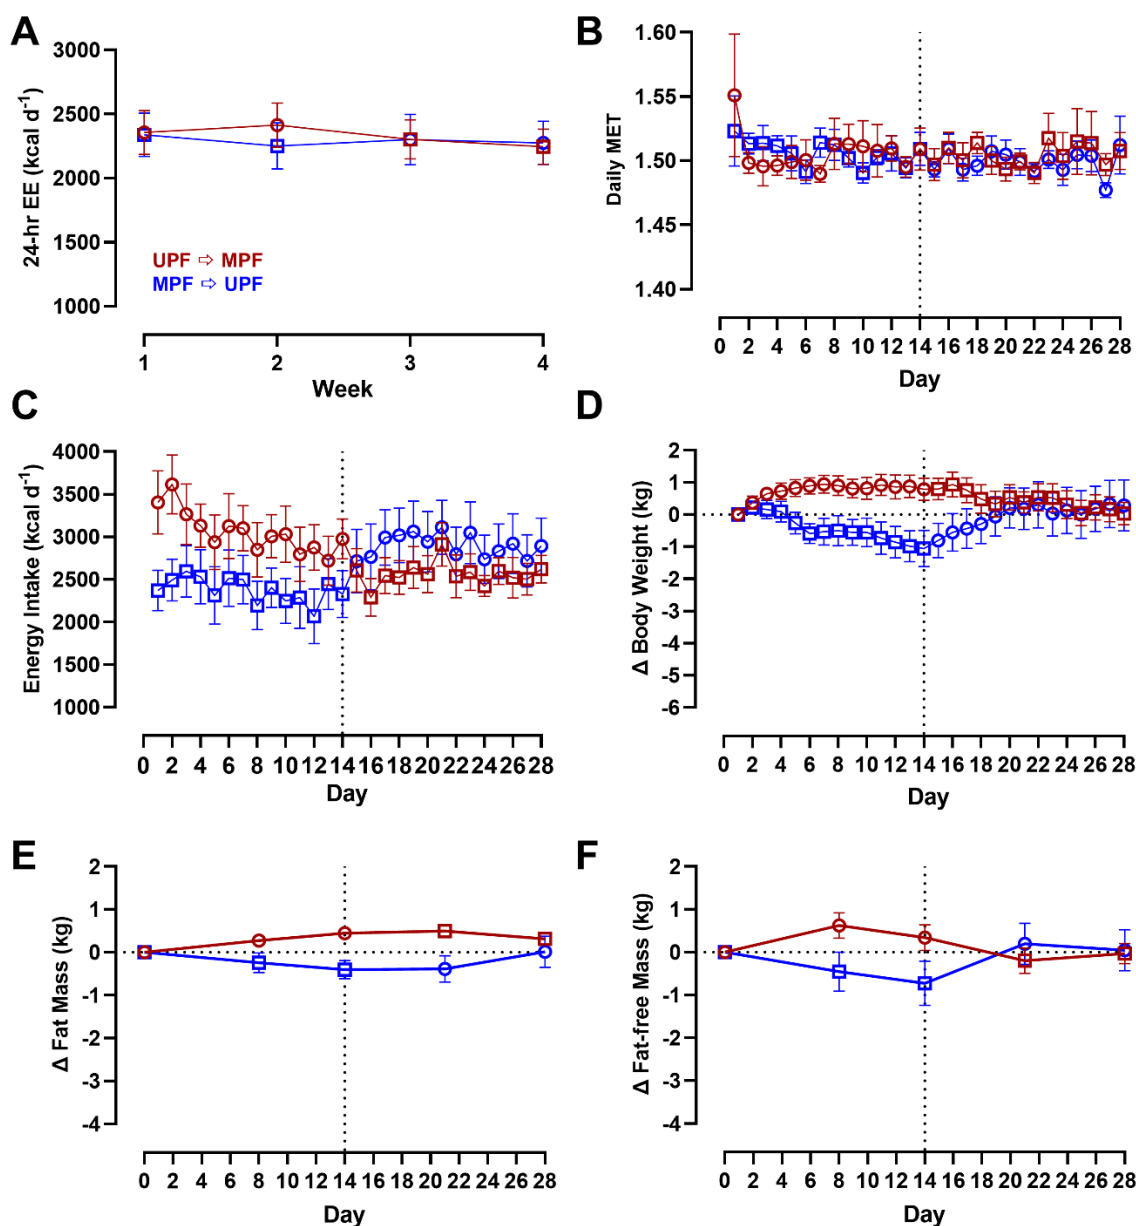 A
24-hr EE (kcal d⁻¹)
3000
2500
2000
1500
1000
UPF ⇨ MPF
MPF ⇨ UPF
1 2 3 4
Week
B
Daily MET
1.60
1.55
1.50
1.45
1.40
0 2 4 6 8 10 12 14 16 18 20 22 24 26 28
Day
C
Energy Intake (kcal d⁻¹)
4000
3500
3000
2500
2000
1500
1000
0 2 4 6 8 10 12 14 16 18 20 22 24 26 28
Day
D
Δ Body Weight (kg)
2
1
0
-1
-2
-3
-4
-5
-6
0 2 4 6 8 10 12 14 16 18 20 22 24 26 28
Day
E
Δ Fat Mass (kg)
2
1
0
-1
-2
-3
-4
0 2 4 6 8 10 12 14 16 18 20 22 24 26 28
Day
F
Δ Fat-free Mass (kg)
2
1
0
-1
-2
-3
-4
0 2 4 6 8 10 12 14 16 18 20 22 24 26 28
Day